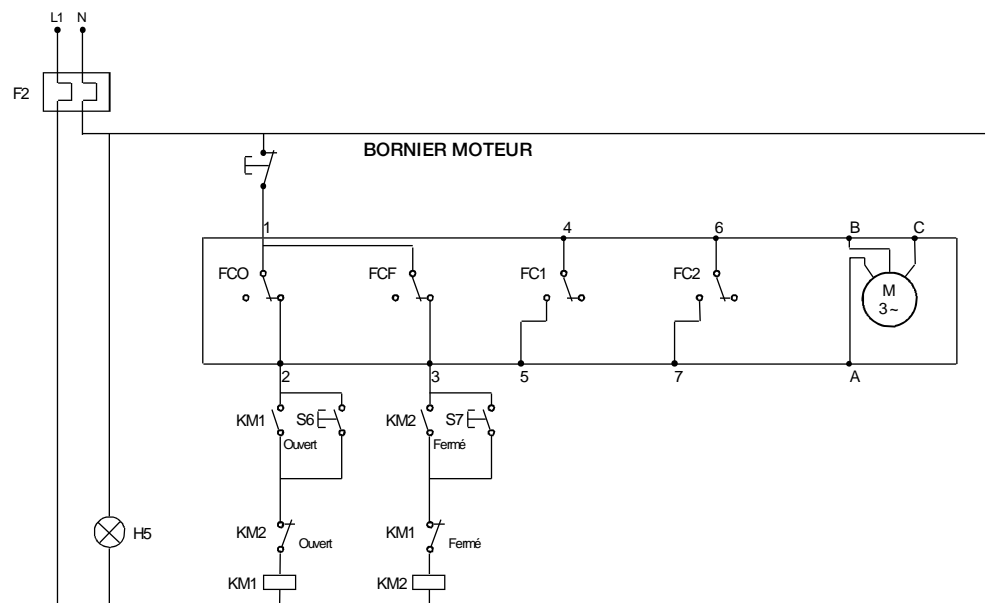 L1 N
F2
BORNIER MOTEUR
1 4 6 B C
FCO FCF FC1 FC2 M
3~
2 3 5 7 A
KM1 S6 KM2 S7
Ouvert Fermé
H5 KM2 Ouvert KM1 Fermé
KM1 KM2